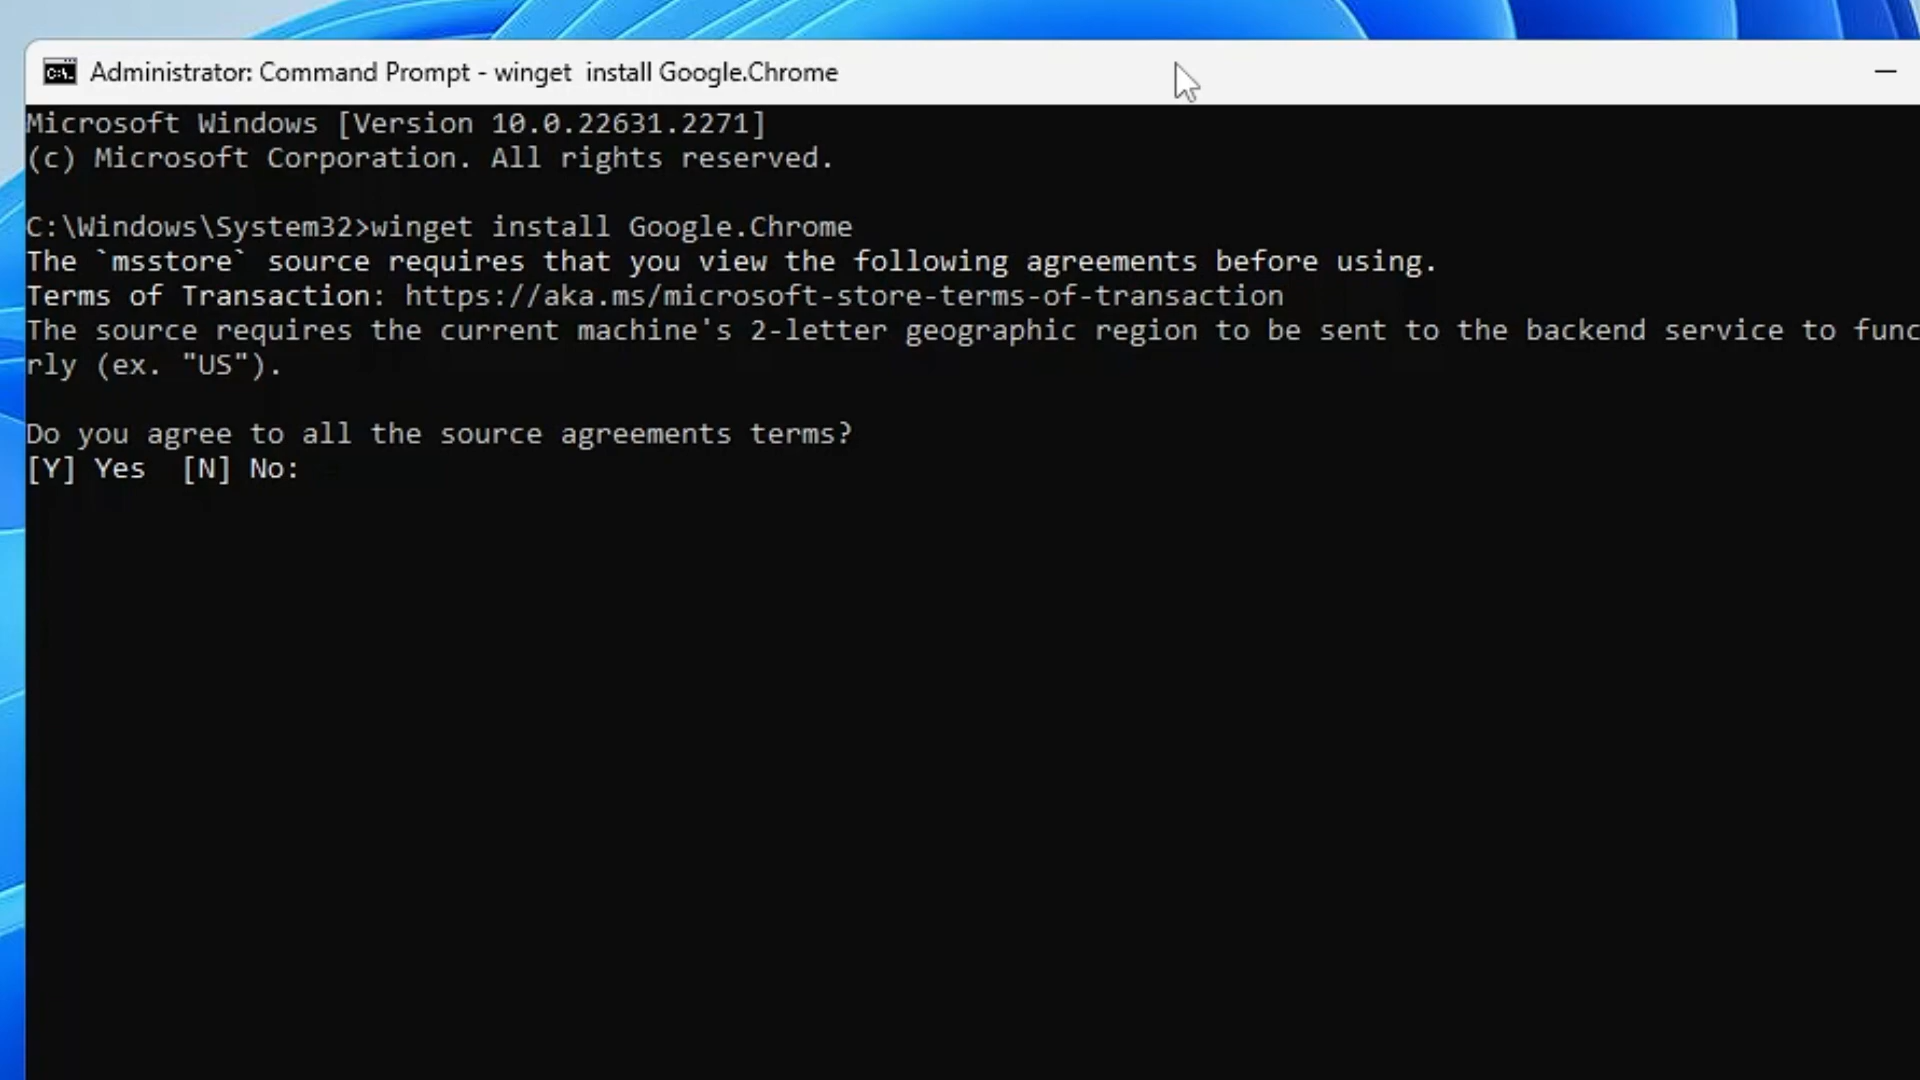 Administrator: Command Prompt - winget  install Google.Chrome
Microsoft Windows [Version 10.0.22631.2271]
(c) Microsoft Corporation. All rights reserved.
C:\Windows\System32>winget install Google.Chrome
The `msstore` source requires that you view the following agreements before using.
Terms of Transaction: https://aka.ms/microsoft-store-terms-of-transaction
The source requires the current machine's 2-letter geographic region to be sent to the backend service to func
rly (ex. "US").
Do you agree to all the source agreements terms?
[Y] Yes  [N] No: